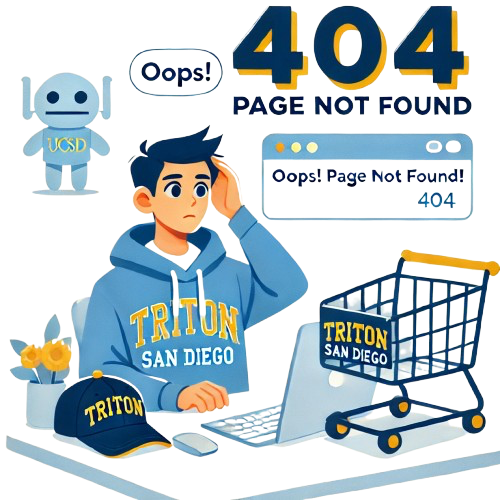 404
Oops!
PAGE NOT FOUND
Oops! Page Not Found!
404
UCSD
TRITON
SAN DIEGO
TRITON
SAN DIEGO
TRITON